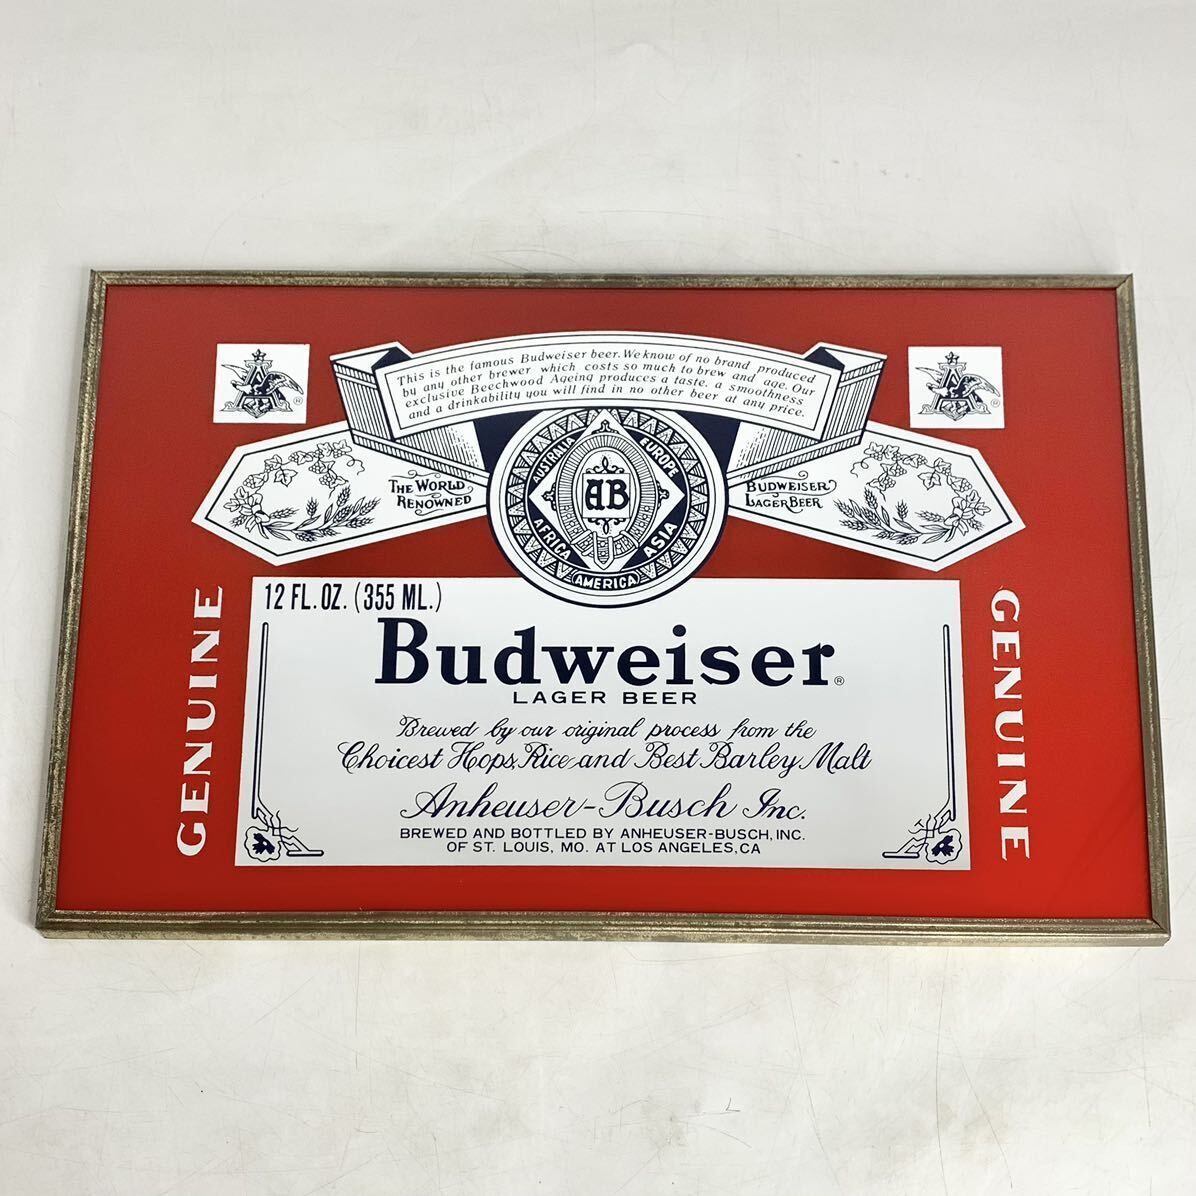 This is the famous Budweiser beer. We know of no brand produced
by any other brewer which costs so much to brew and age. Our
exclusive Beechwood Ageing produces a taste, a smoothness
and a drinkability you will find in no other beer at any price.
A
®
A
®
THE WORLD
RENOWNED
AUSTRALIA
EUROPE
AB
AFRICA
ASIA
AMERICA
BUDWEISER
LAGER BEER
GENUINE
12 FL. OZ. (355 ML.)
Budweiser®
LAGER BEER
Brewed by our original process from the
Choicest Hops, Rice and Best Barley Malt
Anheuser-Busch Inc.
BREWED AND BOTTLED BY ANHEUSER-BUSCH, INC.
OF ST. LOUIS, MO. AT LOS ANGELES, CA
GENUINE